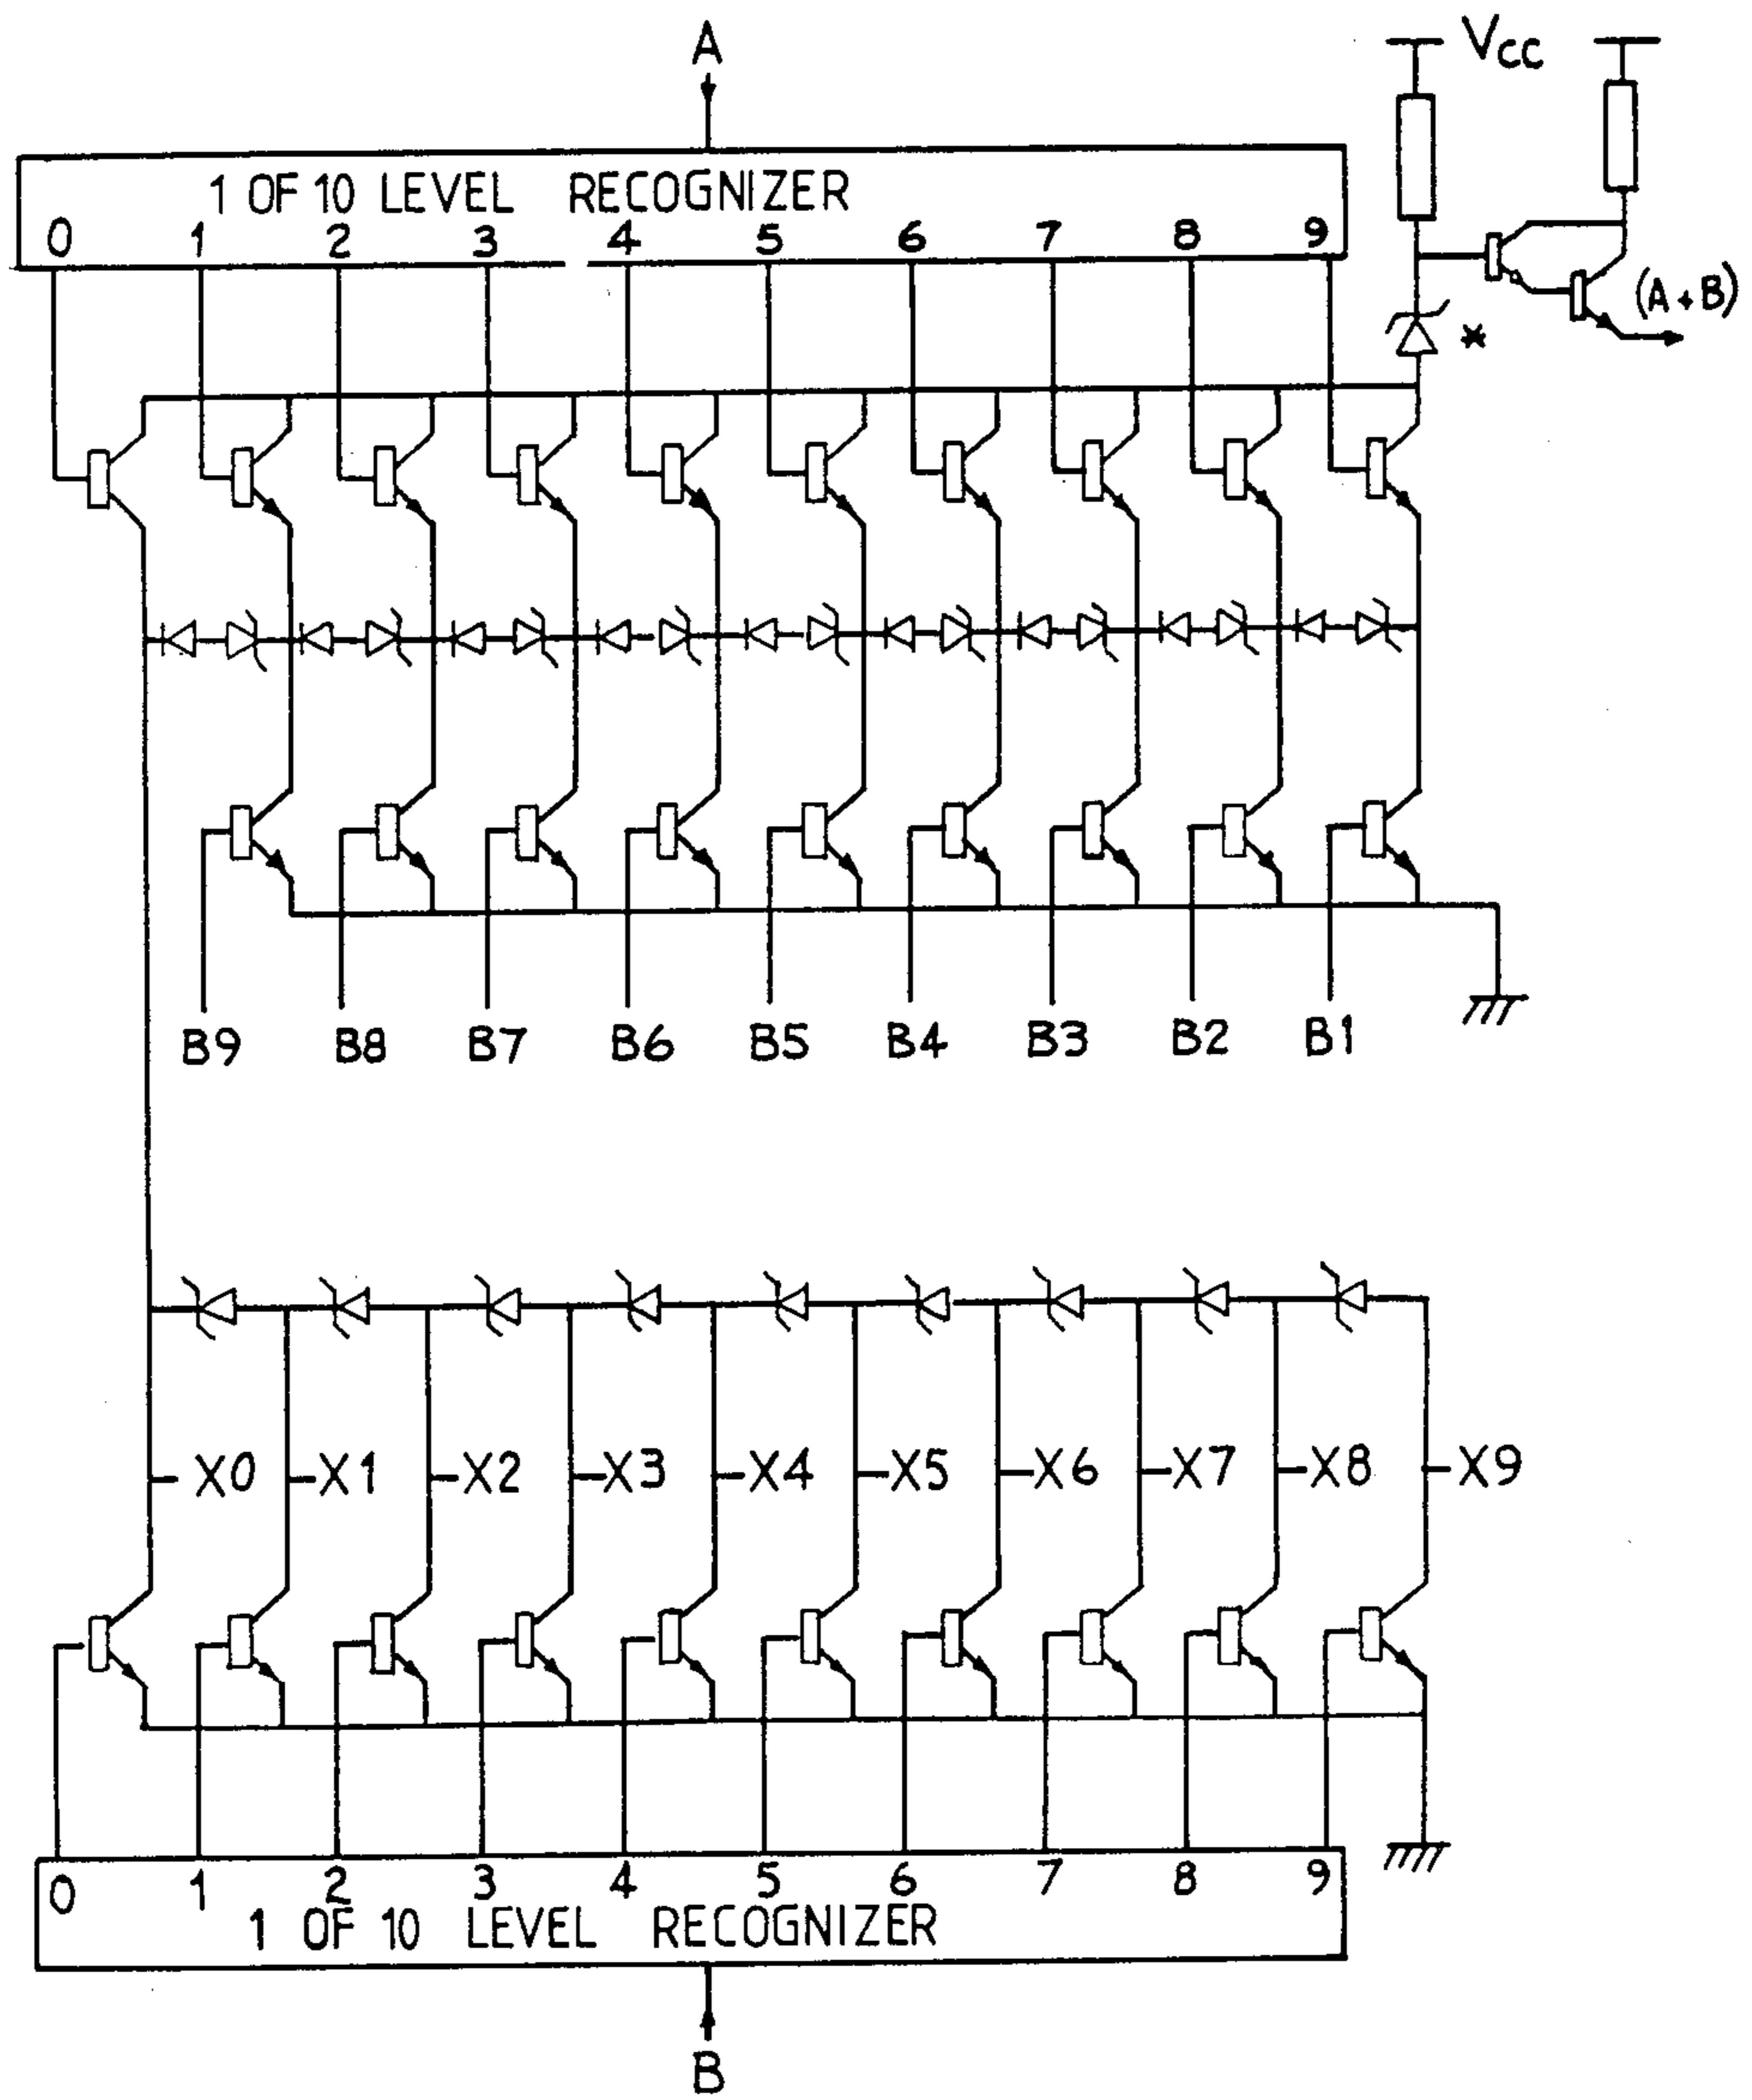 A
VCC
1 OF 10 LEVEL RECOGNIZER
0 1 2 3 4 5 6 7 8 9
(A+B)
*
B9 B8 B7 B6 B5 B4 B3 B2 B1
X0 X1 X2 X3 X4 X5 X6 X7 X8 X9
0 1 2 3 4 5 6 7 8 9
1 OF 10 LEVEL RECOGNIZER
B